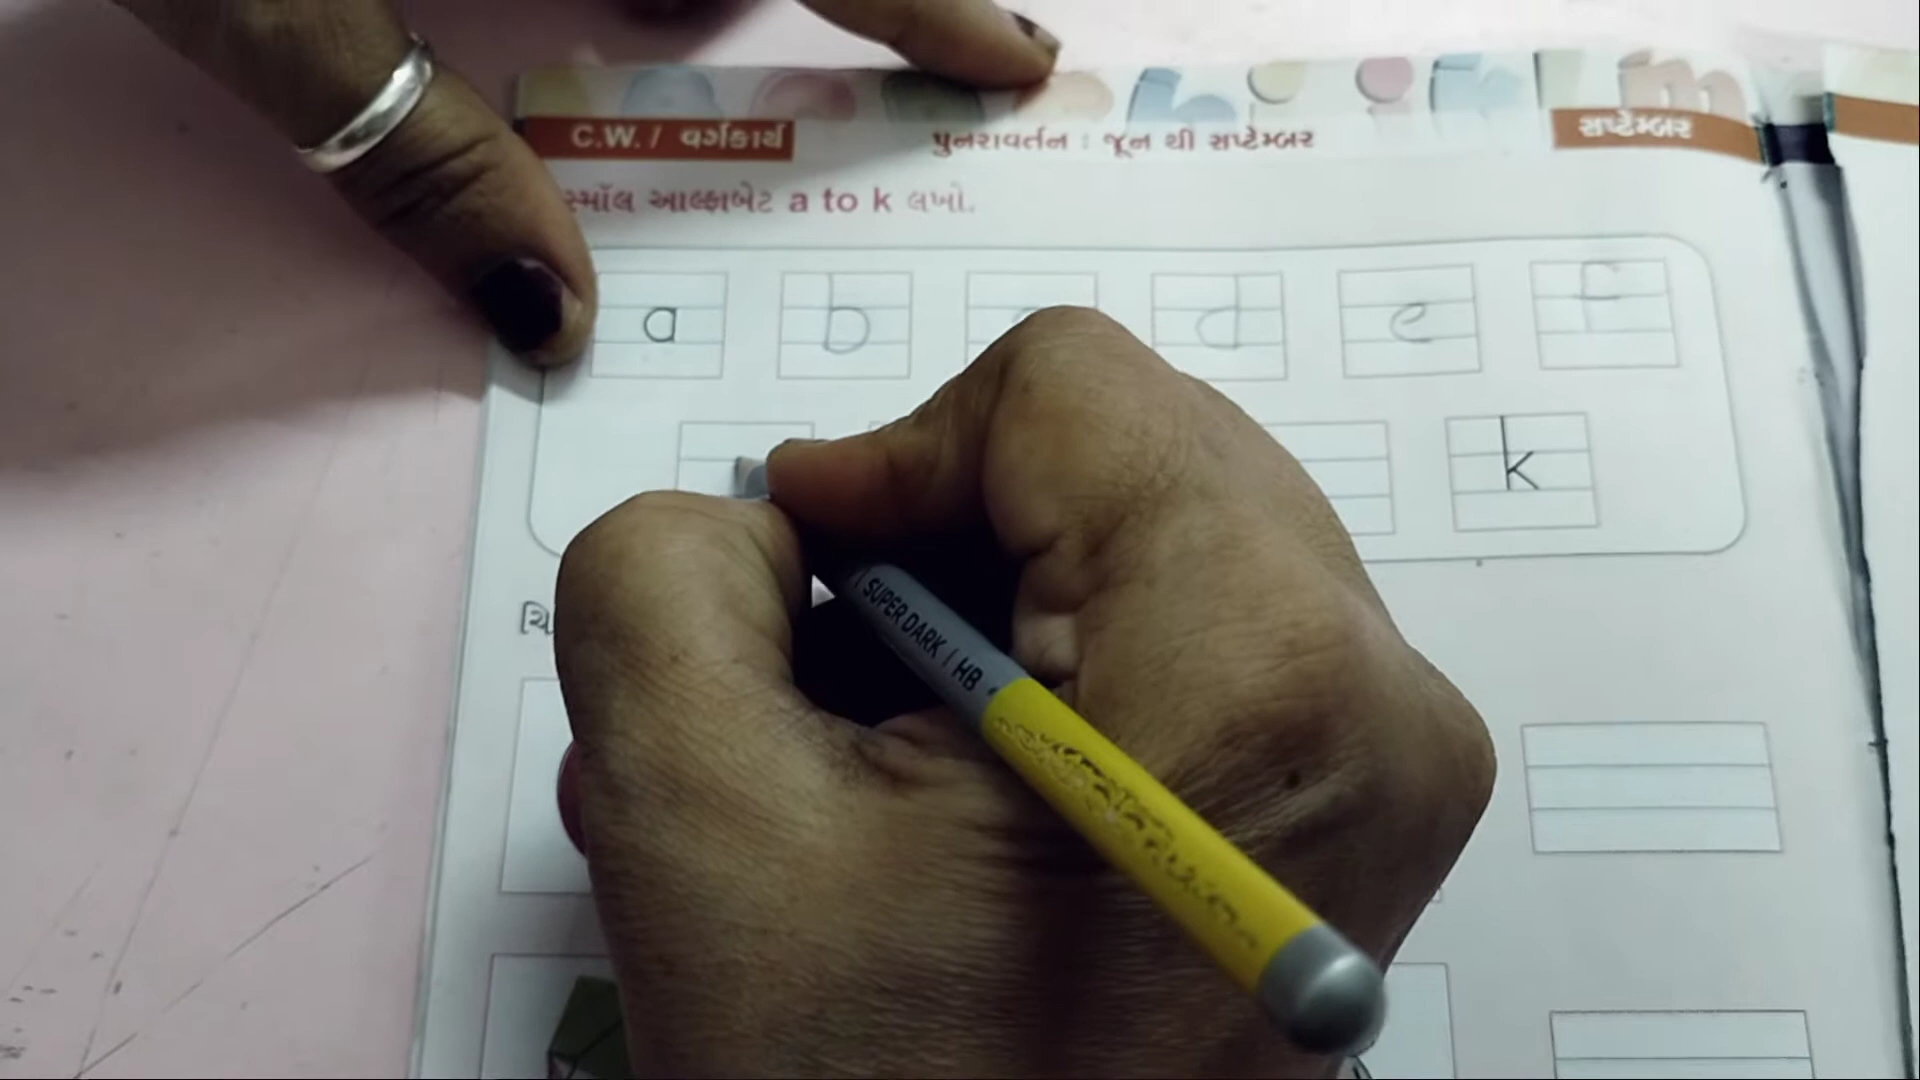 C.W. / વર્ગકાર્ય પુનરાવર્તન : જૂન થી સપ્ટેમ્બર સપ્ટેમ્બર
સ્મૉલ આલ્ફાબેટ a to k લખો.
a b d e f
k
SUPER DARK | HB